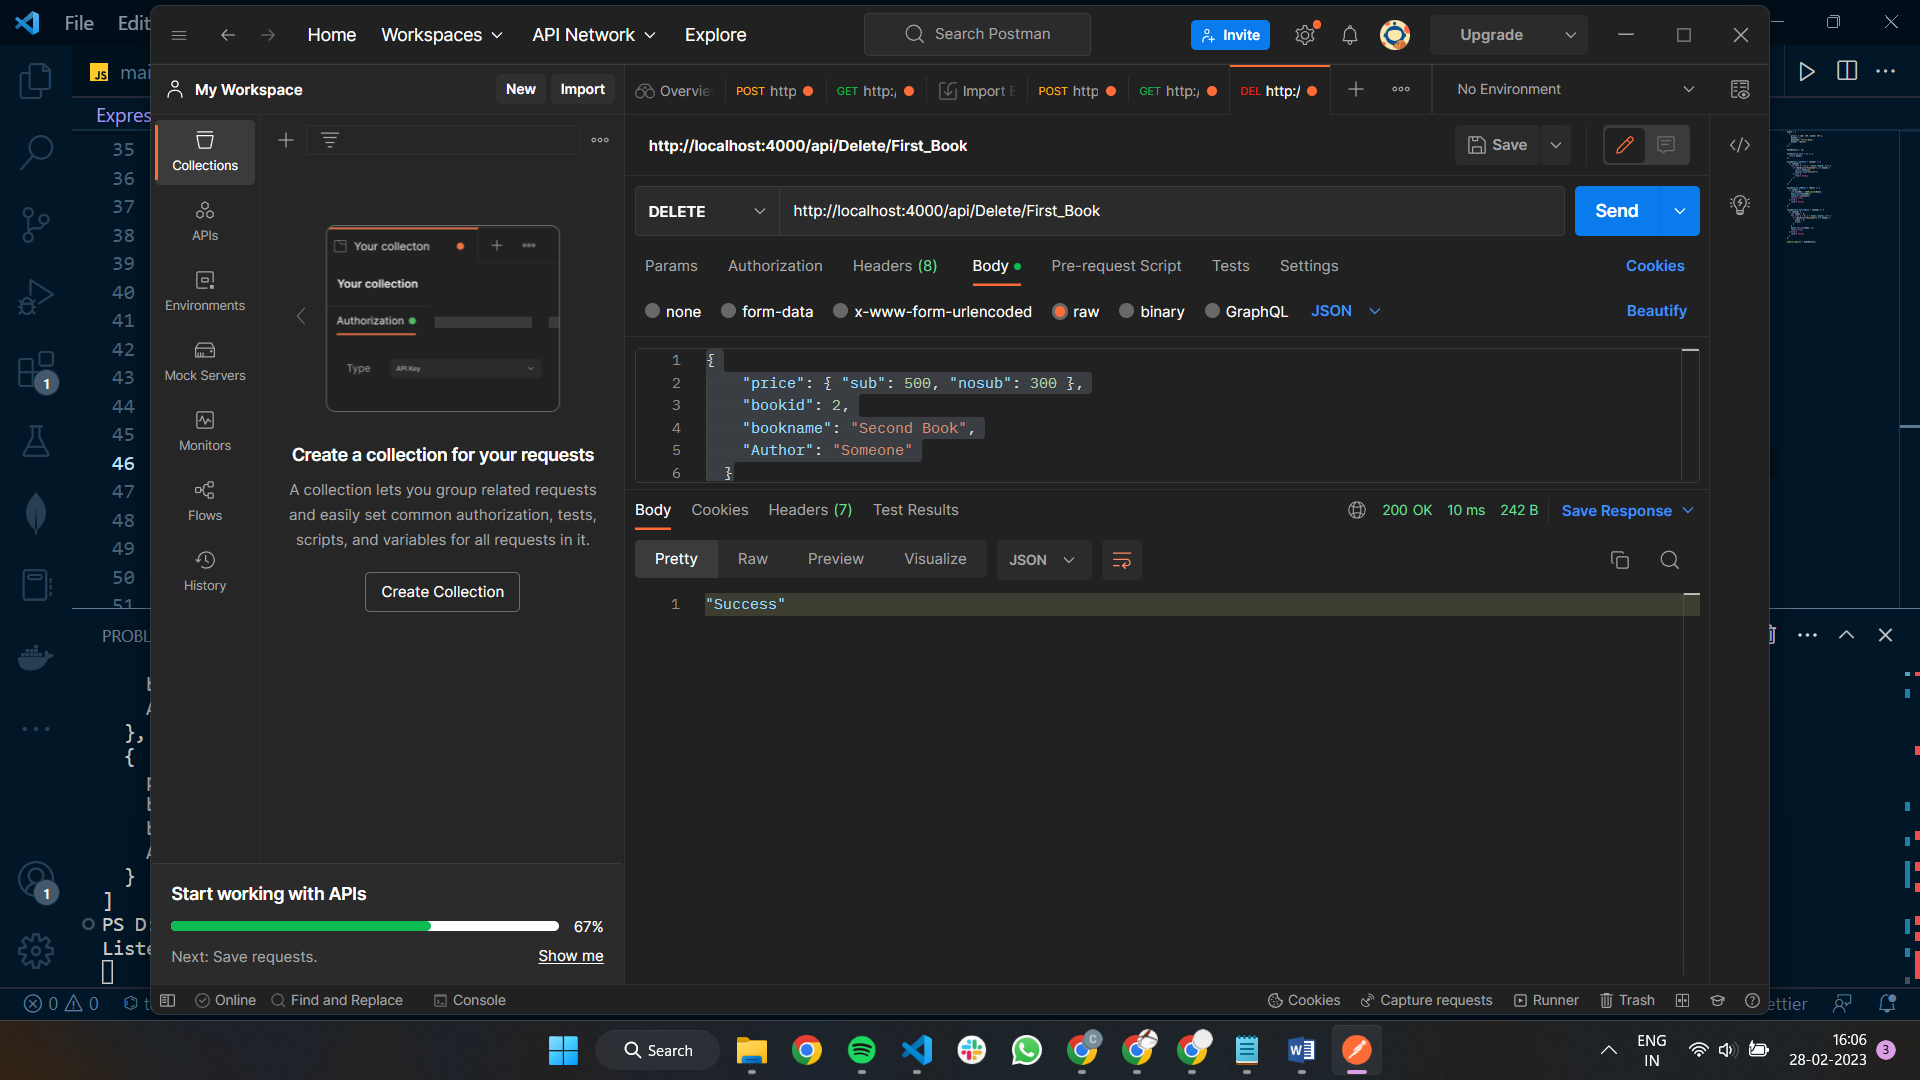 File Edit
Home Workspaces API Network Explore
Search Postman
Invite
Upgrade
JS
My Workspace
New Import
POST http
GET http:/
Import
POST http
GET http:/
DEL http:/
No Environment
Expres
http://localhost:4000/api/Delete/First_Book
Save
Collections
APIs
Environments
Mock Servers
Monitors
Flows
History
35
36
37
38
39
40
41
42
43
44
45
46
47
48
49
50
51
Your collecton
Your collection
Authorization
Type API Key
Create a collection for your requests
A collection lets you group related requests
and easily set common authorization, tests,
scripts, and variables for all requests in it.
Create Collection
DELETE http://localhost:4000/api/Delete/First_Book Send
Params Authorization Headers (8) Body Pre-request Script Tests Settings Cookies
none form-data x-www-form-urlencoded raw binary GraphQL JSON Beautify
1 {
2 "price": { "sub": 500, "nosub": 300 },
3 "bookid": 2,
4 "bookname": "Second Book",
5 "Author": "Someone"
6 }
Body Cookies Headers (7) Test Results 200 OK 10 ms 242 B Save Response
Pretty Raw Preview Visualize JSON
1 "Success"
PROBL
},
{
}
]
PS D:
Liste
Start working with APIs
67%
Next: Save requests. Show me
0 0
Online Find and Replace Console
Cookies Capture requests Runner Trash
ettier
1
1
Search
ENG
IN
16:06
28-02-2023
3